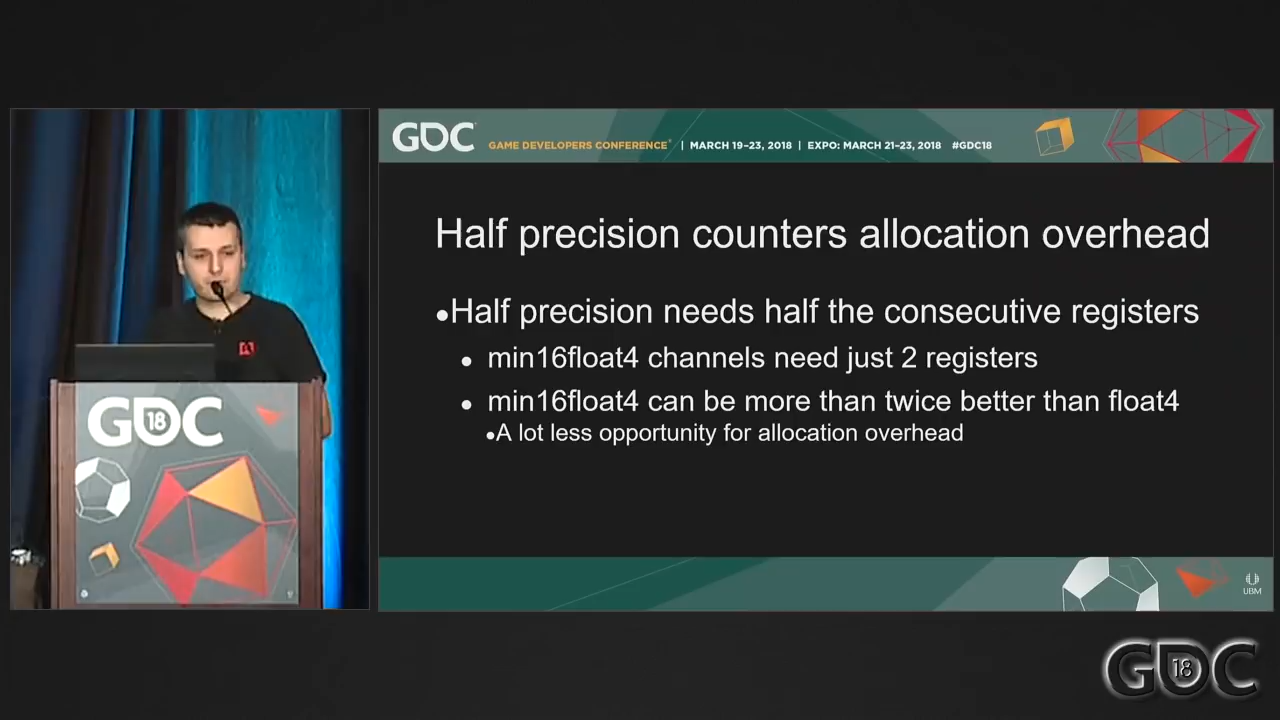 GDC GAME DEVELOPERS CONFERENCE | MARCH 19–23, 2018 | EXPO: MARCH 21–23, 2018 #GDC18
Half precision counters allocation overhead
●Half precision needs half the consecutive registers
● min16float4 channels need just 2 registers
● min16float4 can be more than twice better than float4
●A lot less opportunity for allocation overhead
GDC 18
UBM
GDC 18